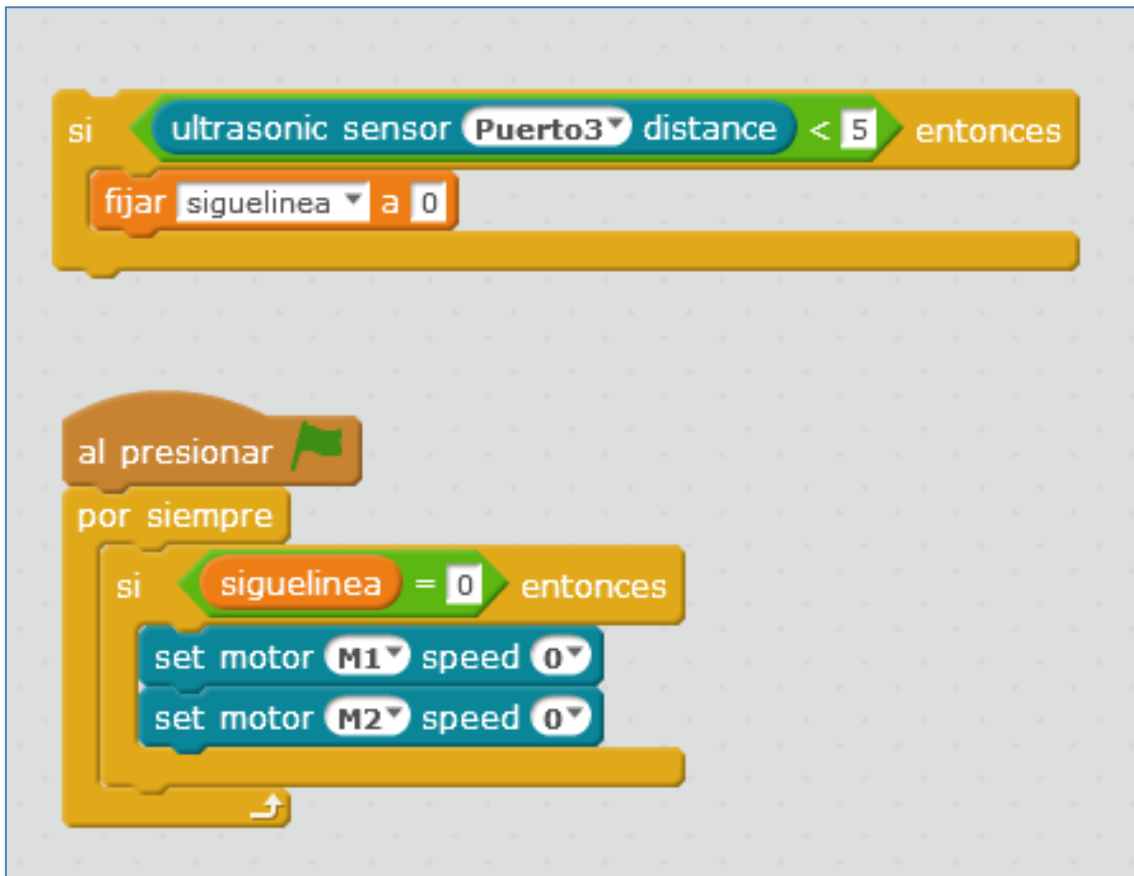 si ultrasonic sensor Puerto3 distance < 5 entonces
fijar siguelinea a 0
al presionar
por siempre
si siguelinea = 0 entonces
set motor M1 speed 0
set motor M2 speed 0